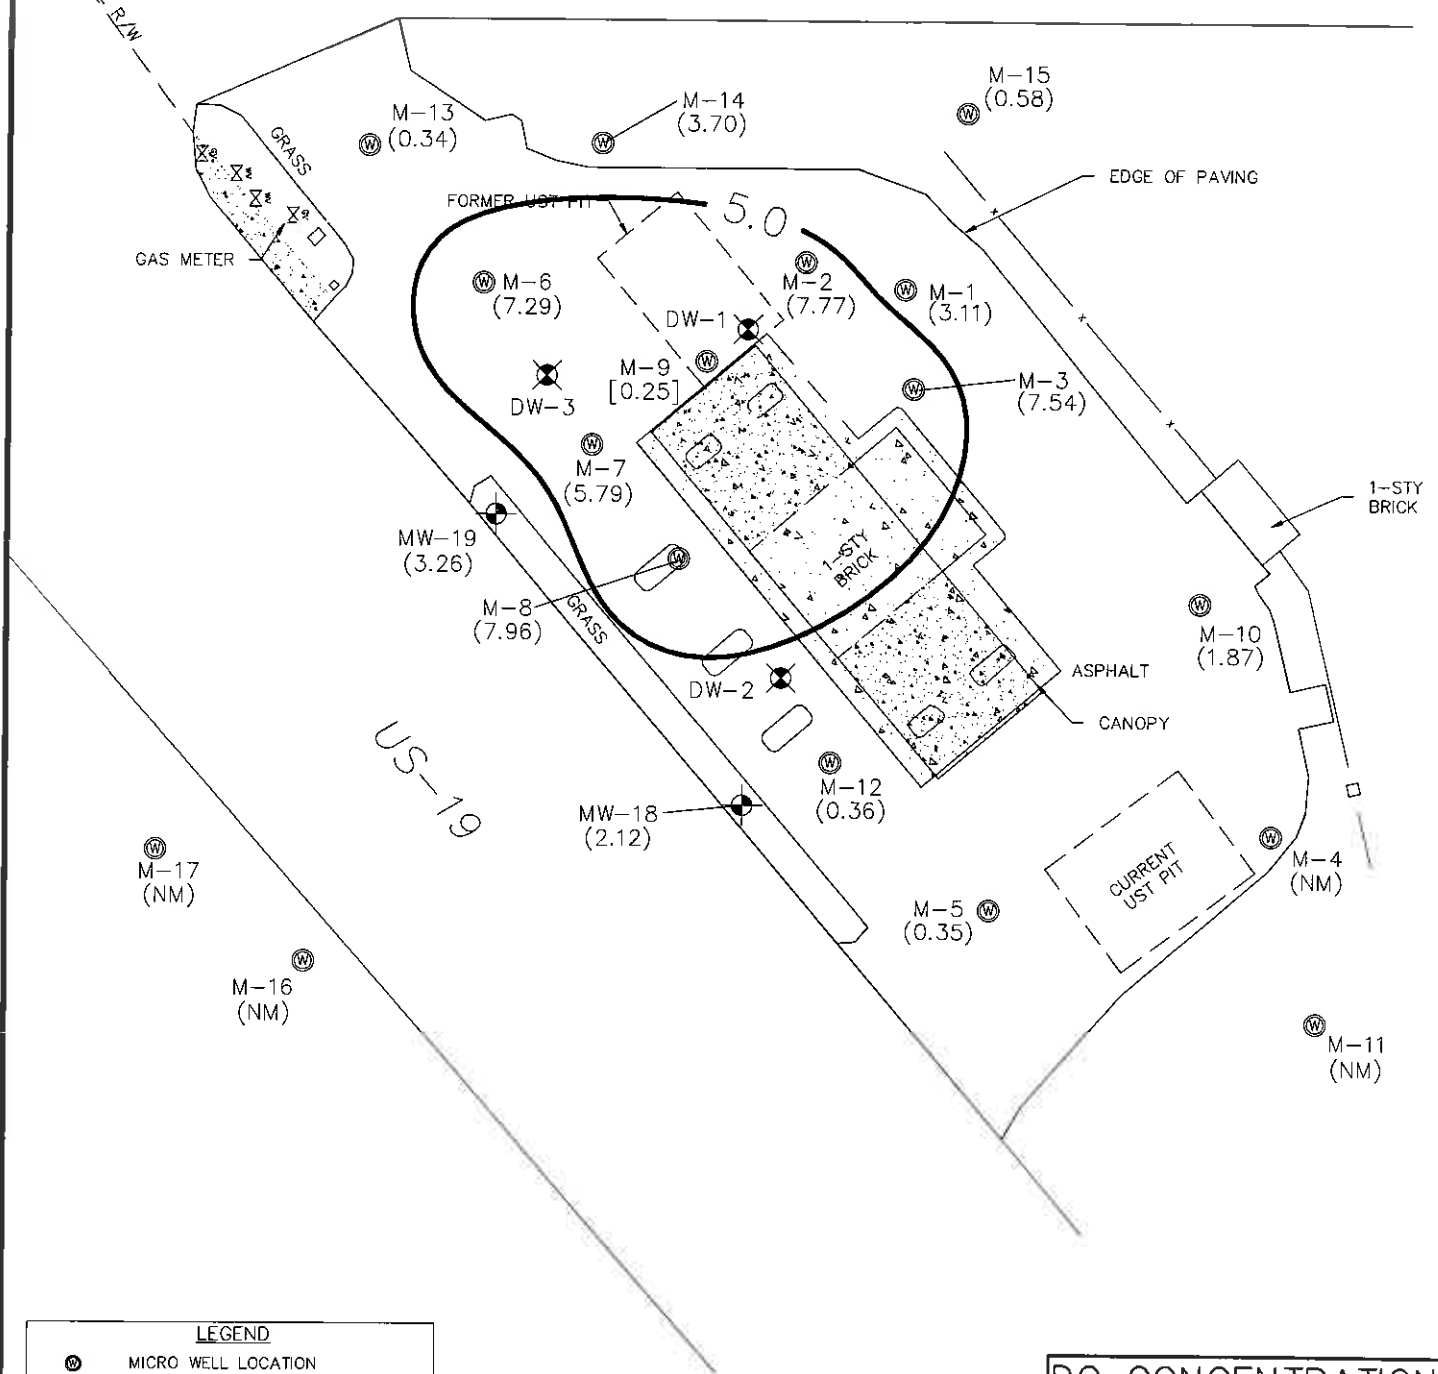 R/W
M-15
(0.58)
M-14
(3.70)
M-13
(0.34)
GRASS
EDGE OF PAVING
FORMER UST PIT
5.0
GAS METER
M-6
(7.29)
M-2
(7.77)
M-1
(3.11)
DW-1
M-9
[0.25]
M-3
(7.54)
DW-3
M-7
(5.79)
1-STY
BRICK
MW-19
(3.26)
1-STY
BRICK
M-8
(7.96)
GRASS
M-10
(1.87)
DW-2
ASPHALT
CANOPY
US-19
M-12
(0.36)
MW-18
(2.12)
M-17
(NM)
CURRENT
UST PIT
M-4
(NM)
M-5
(0.35)
M-16
(NM)
M-11
(NM)
LEGEND
W MICRO WELL LOCATION
CONCENTRATION